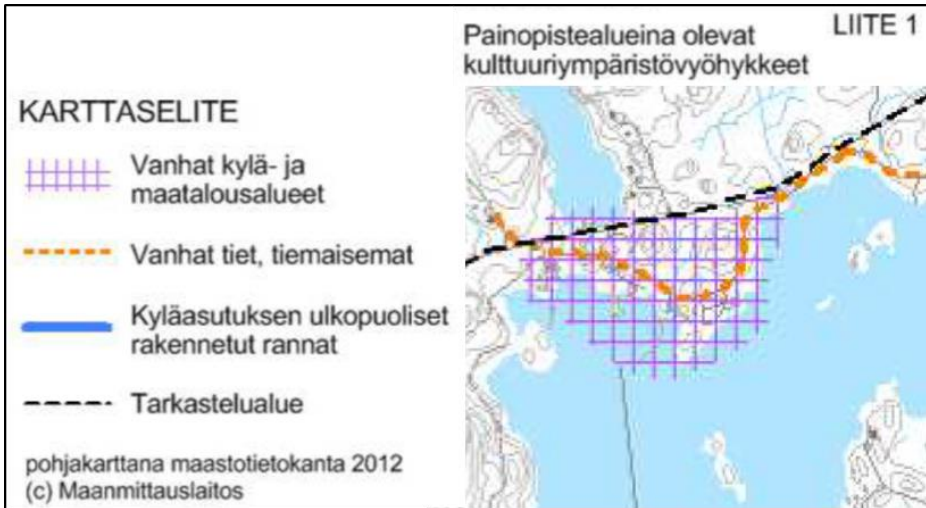 Painopistealueina olevat
kulttuuriympäristövyöhykkeet
LIITE 1
KARTTASELITE
Vanhat kylä- ja
maatalousalueet
Vanhat tiet, tiemaisemat
Kyläasutuksen ulkopuoliset
rakennetut rannat
Tarkastelualue
pohjakarttana maastotietokanta 2012
(c) Maanmittauslaitos